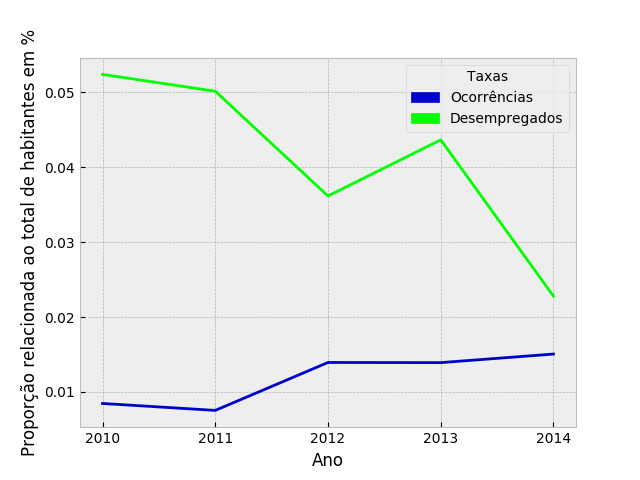 Proporção relacionada ao total de habitantes em %
0.05
0.04
0.03
0.02
0.01
Taxas
Ocorrências
Desempregados
2010 2011 2012 2013 2014
Ano